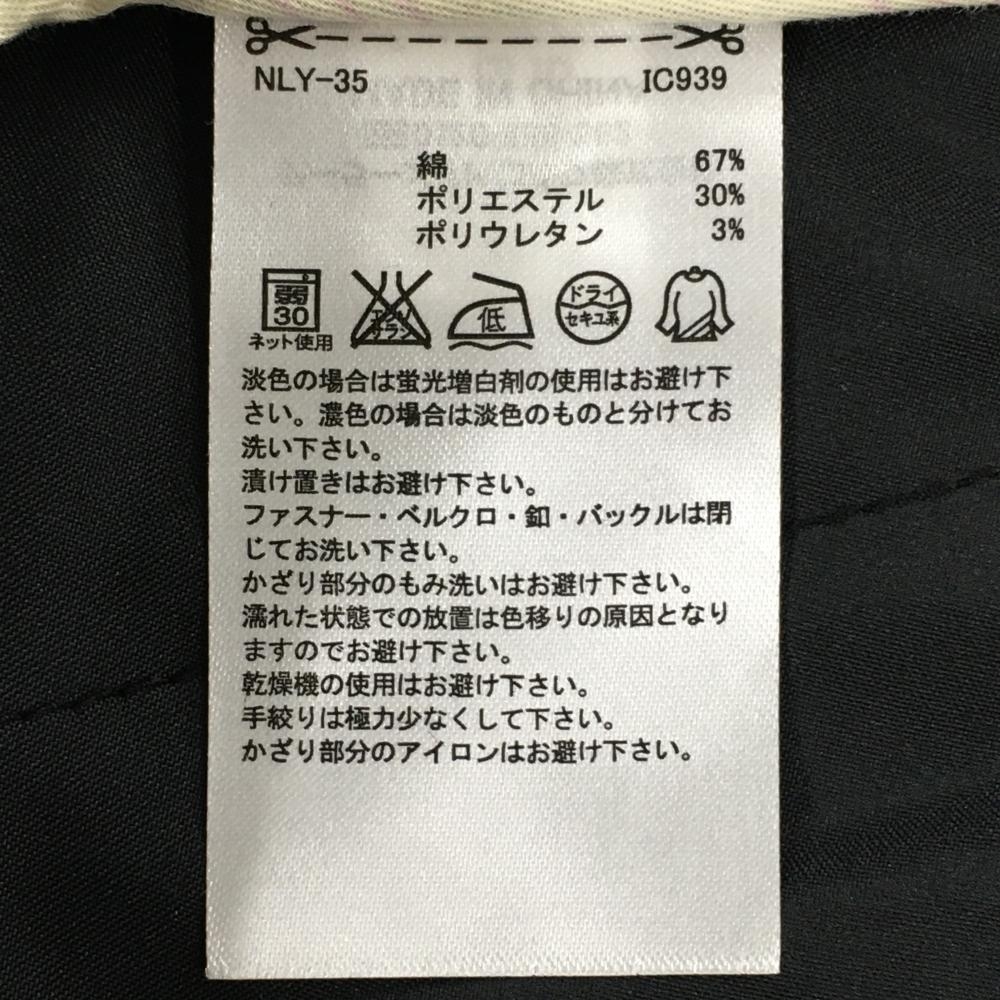 NLY-35 IC939
綿 67%
ポリエステル 30%
ポリウレタン 3%
弱
30
ネット使用
エンソ
サラシ
低
ドライ
セキユ系
淡色の場合は蛍光増白剤の使用はお避け下
さい。濃色の場合は淡色のものと分けてお
洗い下さい。
漬け置きはお避け下さい。
ファスナー・ベルクロ・釦・バックルは閉
じてお洗い下さい。
かざり部分のもみ洗いはお避け下さい。
濡れた状態での放置は色移りの原因となり
ますのでお避け下さい。
乾燥機の使用はお避け下さい。
手絞りは極力少なくして下さい。
かざり部分のアイロンはお避け下さい。